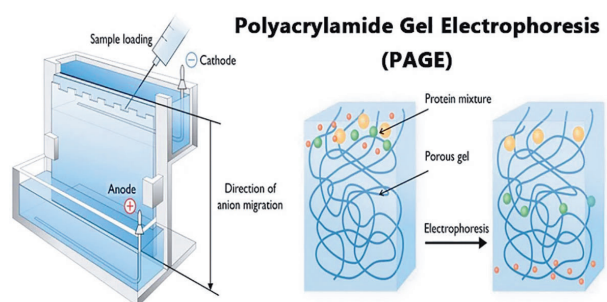 Polyacrylamide Gel Electrophoresis
(PAGE)
Sample loading
− Cathode
Anode
+
Direction of
anion migration
Protein mixture
Porous gel
Electrophoresis